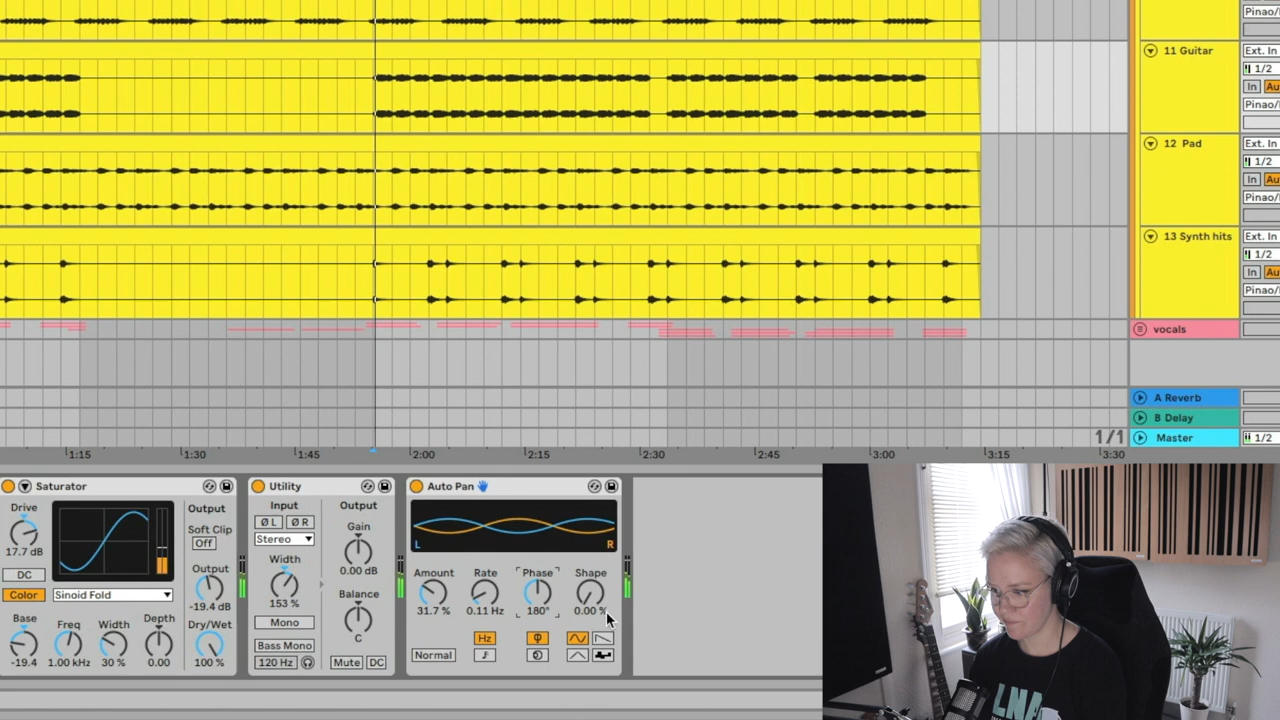 Pinao/
11 Guitar
Ext. In
1/2
In Au
Pinao/
12 Pad
Ext. In
1/2
In Au
Pinao/
13 Synth hits
Ext. In
1/2
In Au
Pinao/
vocals
A Reverb
B Delay
1/1
Master
1/2
1:15 1:30 1:45 2:00 2:15 2:30 2:45 3:00 3:15 3:30
Saturator
Drive
17.7 dB
DC
Color
Sinoid Fold
Output
Soft Clip
Off
Output
-19.4 dB
Base
-19.4
Freq
1.00 kHz
Width
30 %
Depth
0.00
Dry/Wet
100 %
Utility
Input
Ø L Ø R
Stereo
Width
153 %
Mono
Bass Mono
120 Hz
Output
Gain
0.00 dB
Balance
C
Mute DC
Auto Pan
L R
Amount
31.7 %
Normal
Rate
0.11 Hz
Hz
Phase
180°
Shape
0.00 %
LNA